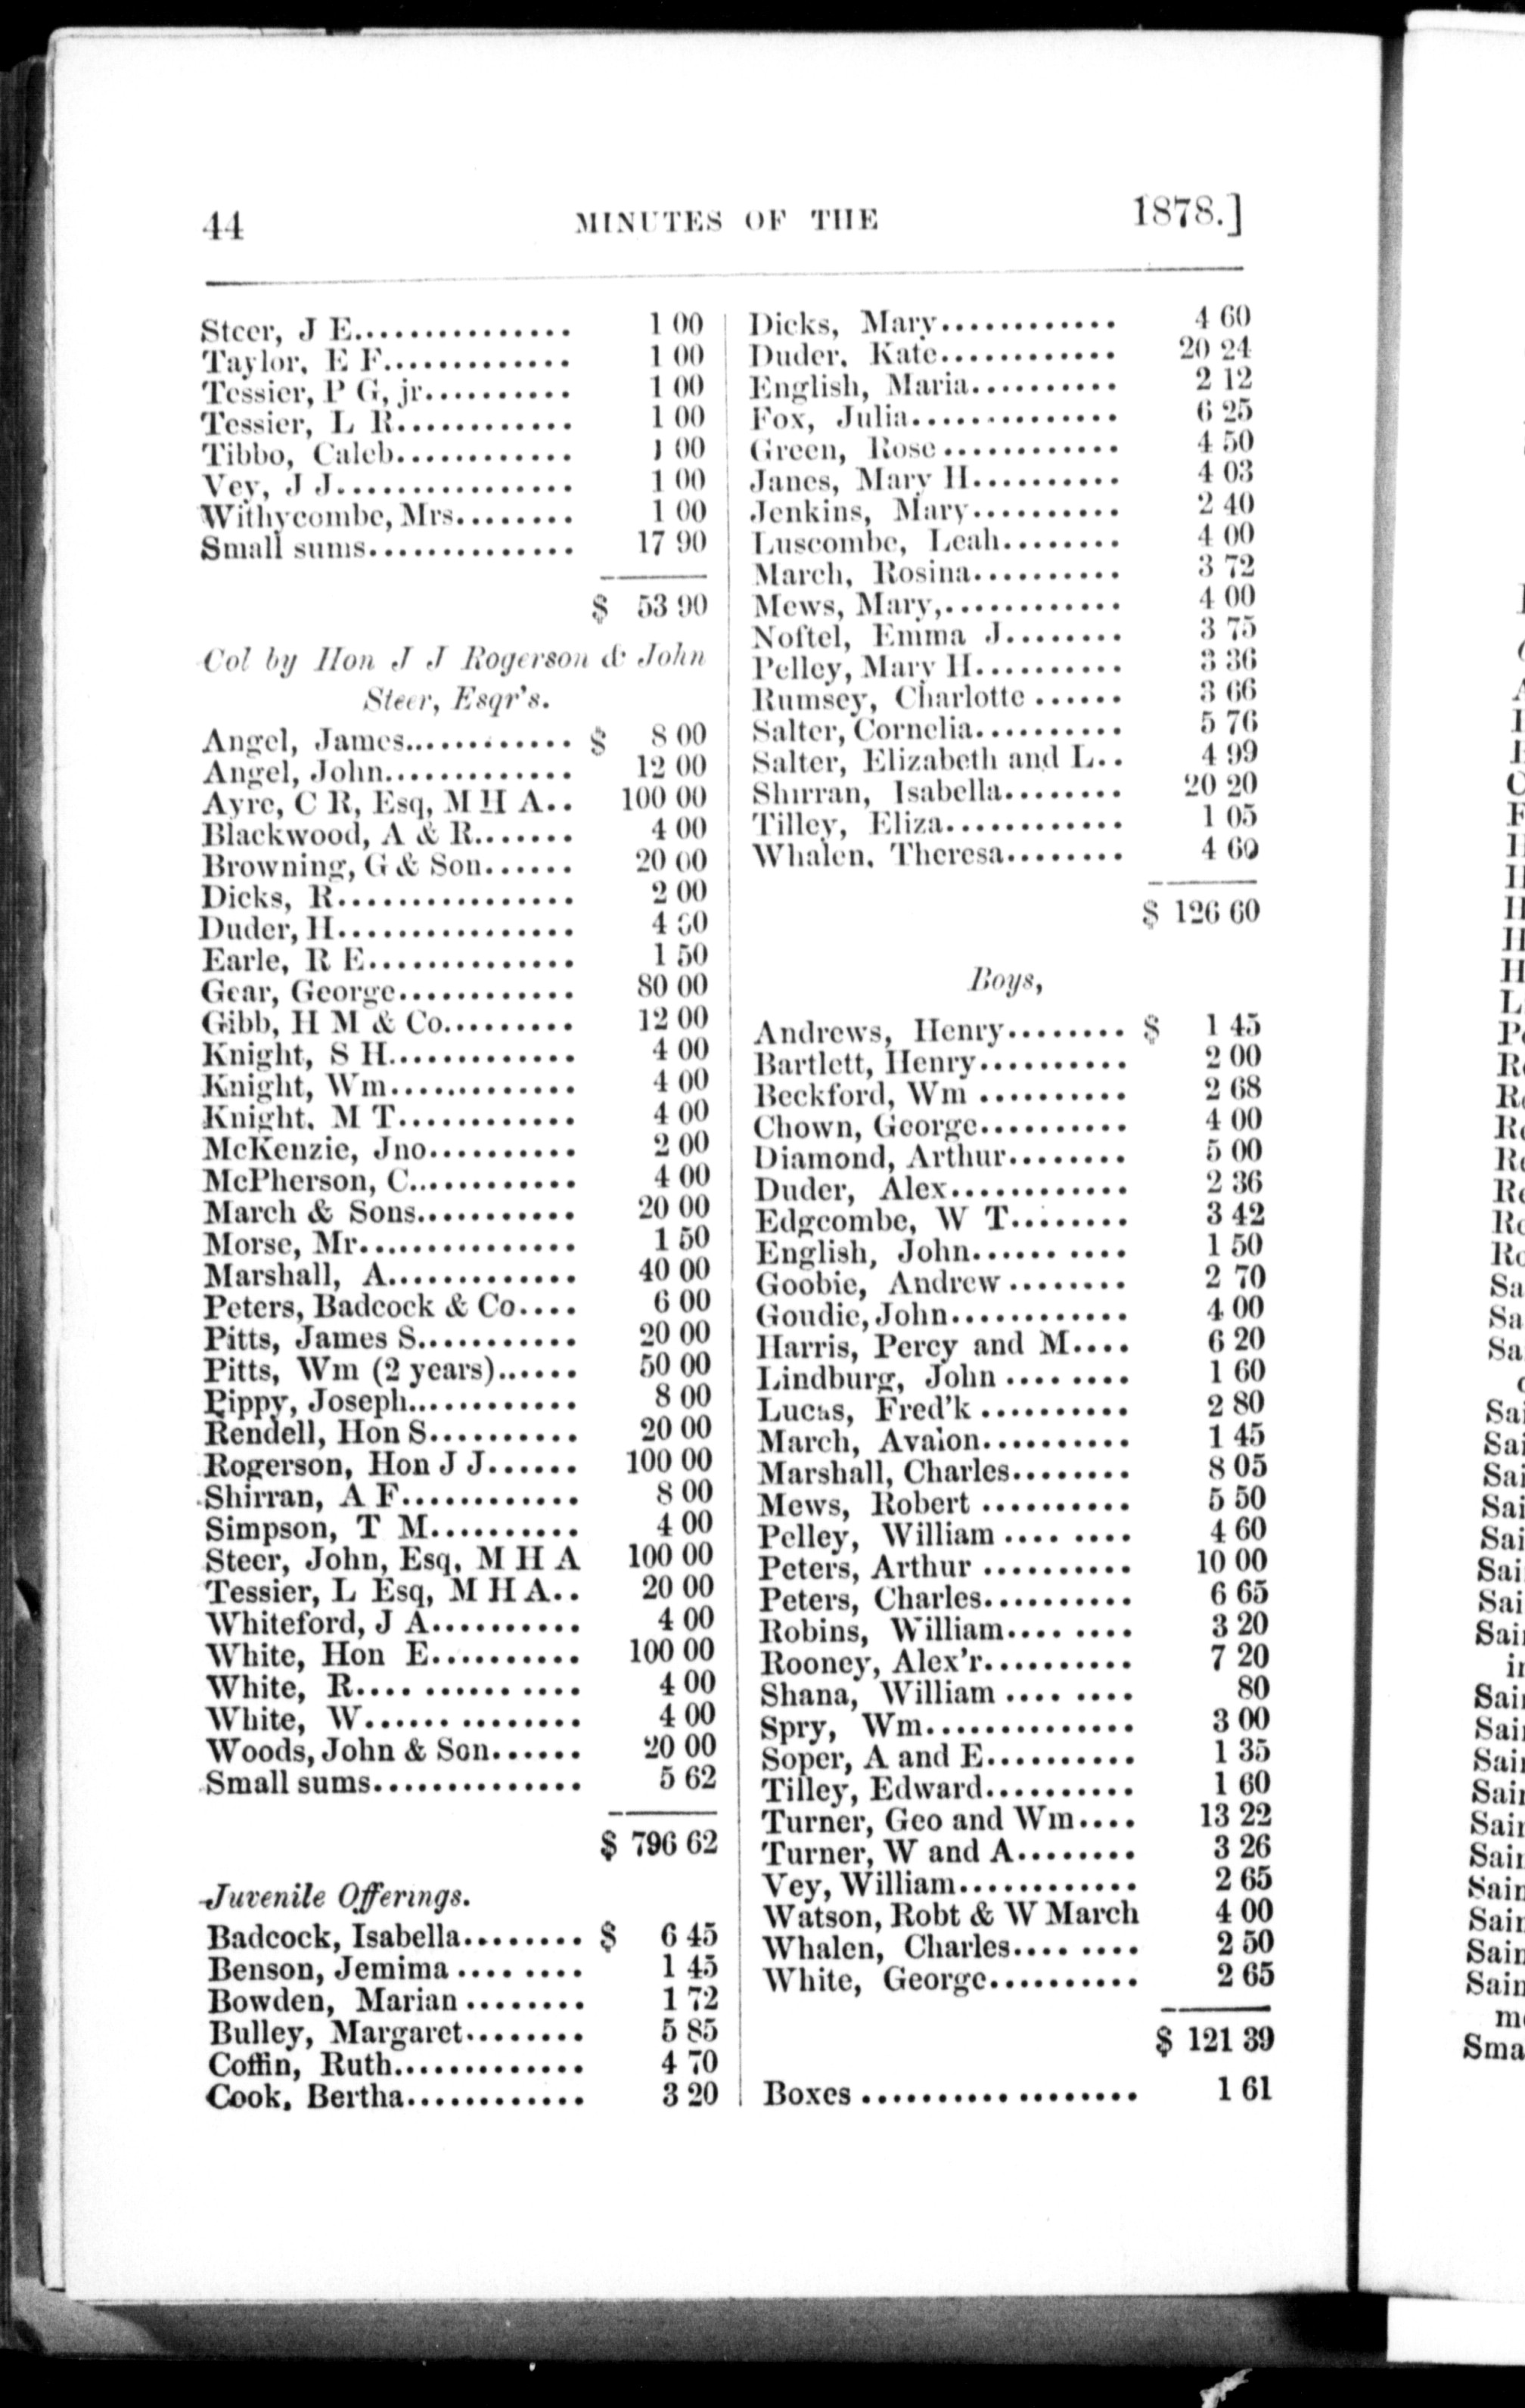 44 MINUTES OF THE 1878.]
Steer, J E............... 1 00
Taylor, E F............. 1 00
Tessier, P G, jr.......... 1 00
Tessier, L R............ 1 00
Tibbo, Caleb............ 1 00
Vey, J J................ 1 00
Withycombe, Mrs........ 1 00
Small sums.............. 17 90
$ 53 90
Col by Hon J J Rogerson & John
Steer, Esqr's.
Angel, James............ $ 8 00
Angel, John............. 12 00
Ayre, C R, Esq, M H A.. 100 00
Blackwood, A & R....... 4 00
Browning, G & Son...... 20 00
Dicks, R................ 2 00
Duder, H................ 4 00
Earle, R E.............. 1 50
Gear, George............ 80 00
Gibb, H M & Co......... 12 00
Knight, S H............. 4 00
Knight, Wm............. 4 00
Knight, M T............ 4 00
McKenzie, Jno.......... 2 00
McPherson, C........... 4 00
March & Sons........... 20 00
Morse, Mr............... 1 50
Marshall, A............. 40 00
Peters, Badcock & Co.... 6 00
Pitts, James S........... 20 00
Pitts, Wm (2 years)...... 50 00
Pippy, Joseph............ 8 00
Rendell, Hon S.......... 20 00
Rogerson, Hon J J...... 100 00
Shirran, A F............ 8 00
Simpson, T M.......... 4 00
Steer, John, Esq, M H A 100 00
Tessier, L Esq, M H A.. 20 00
Whiteford, J A.......... 4 00
White, Hon E.......... 100 00
White, R.... ...... .... 4 00
White, W...... ........ 4 00
Woods, John & Son...... 20 00
Small sums.............. 5 62
$ 796 62
Juvenile Offerings.
Badcock, Isabella........ $ 6 45
Benson, Jemima .... .... 1 45
Bowden, Marian ........ 1 72
Bulley, Margaret........ 5 85
Coffin, Ruth............. 4 70
Cook, Bertha............ 3 20
Dicks, Mary............ 4 60
Duder, Kate............ 20 24
English, Maria.......... 2 12
Fox, Julia.............. 6 25
Green, Rose ............ 4 50
Janes, Mary H.......... 4 03
Jenkins, Mary.......... 2 40
Luscombe, Leah........ 4 00
March, Rosina.......... 3 72
Mews, Mary,............ 4 00
Noftel, Emma J........ 3 75
Pelley, Mary H.......... 3 36
Rumsey, Charlotte ...... 3 66
Salter, Cornelia.......... 5 76
Salter, Elizabeth and L.. 4 99
Shirran, Isabella........ 20 20
Tilley, Eliza............ 1 05
Whalen, Theresa........ 4 60
$ 126 60
Boys,
Andrews, Henry........ $ 1 45
Bartlett, Henry.......... 2 00
Beckford, Wm .......... 2 68
Chown, George.......... 4 00
Diamond, Arthur........ 5 00
Duder, Alex............ 2 36
Edgecombe, W T........ 3 42
English, John...... .... 1 50
Goobie, Andrew ........ 2 70
Goudie, John............ 4 00
Harris, Percy and M.... 6 20
Lindburg, John .... .... 1 60
Lucas, Fred'k .......... 2 80
March, Avalon.......... 1 45
Marshall, Charles........ 8 05
Mews, Robert .......... 5 50
Pelley, William .... .... 4 60
Peters, Arthur .......... 10 00
Peters, Charles.......... 6 65
Robins, William.... .... 3 20
Rooney, Alex'r.......... 7 20
Shana, William .... .... 80
Spry, Wm.............. 3 00
Soper, A and E.......... 1 35
Tilley, Edward.......... 1 60
Turner, Geo and Wm.... 13 22
Turner, W and A........ 3 26
Vey, William............ 2 65
Watson, Robt & W March 4 00
Whalen, Charles.... .... 2 50
White, George.......... 2 65
$ 121 39
Boxes .......... ........ 1 61